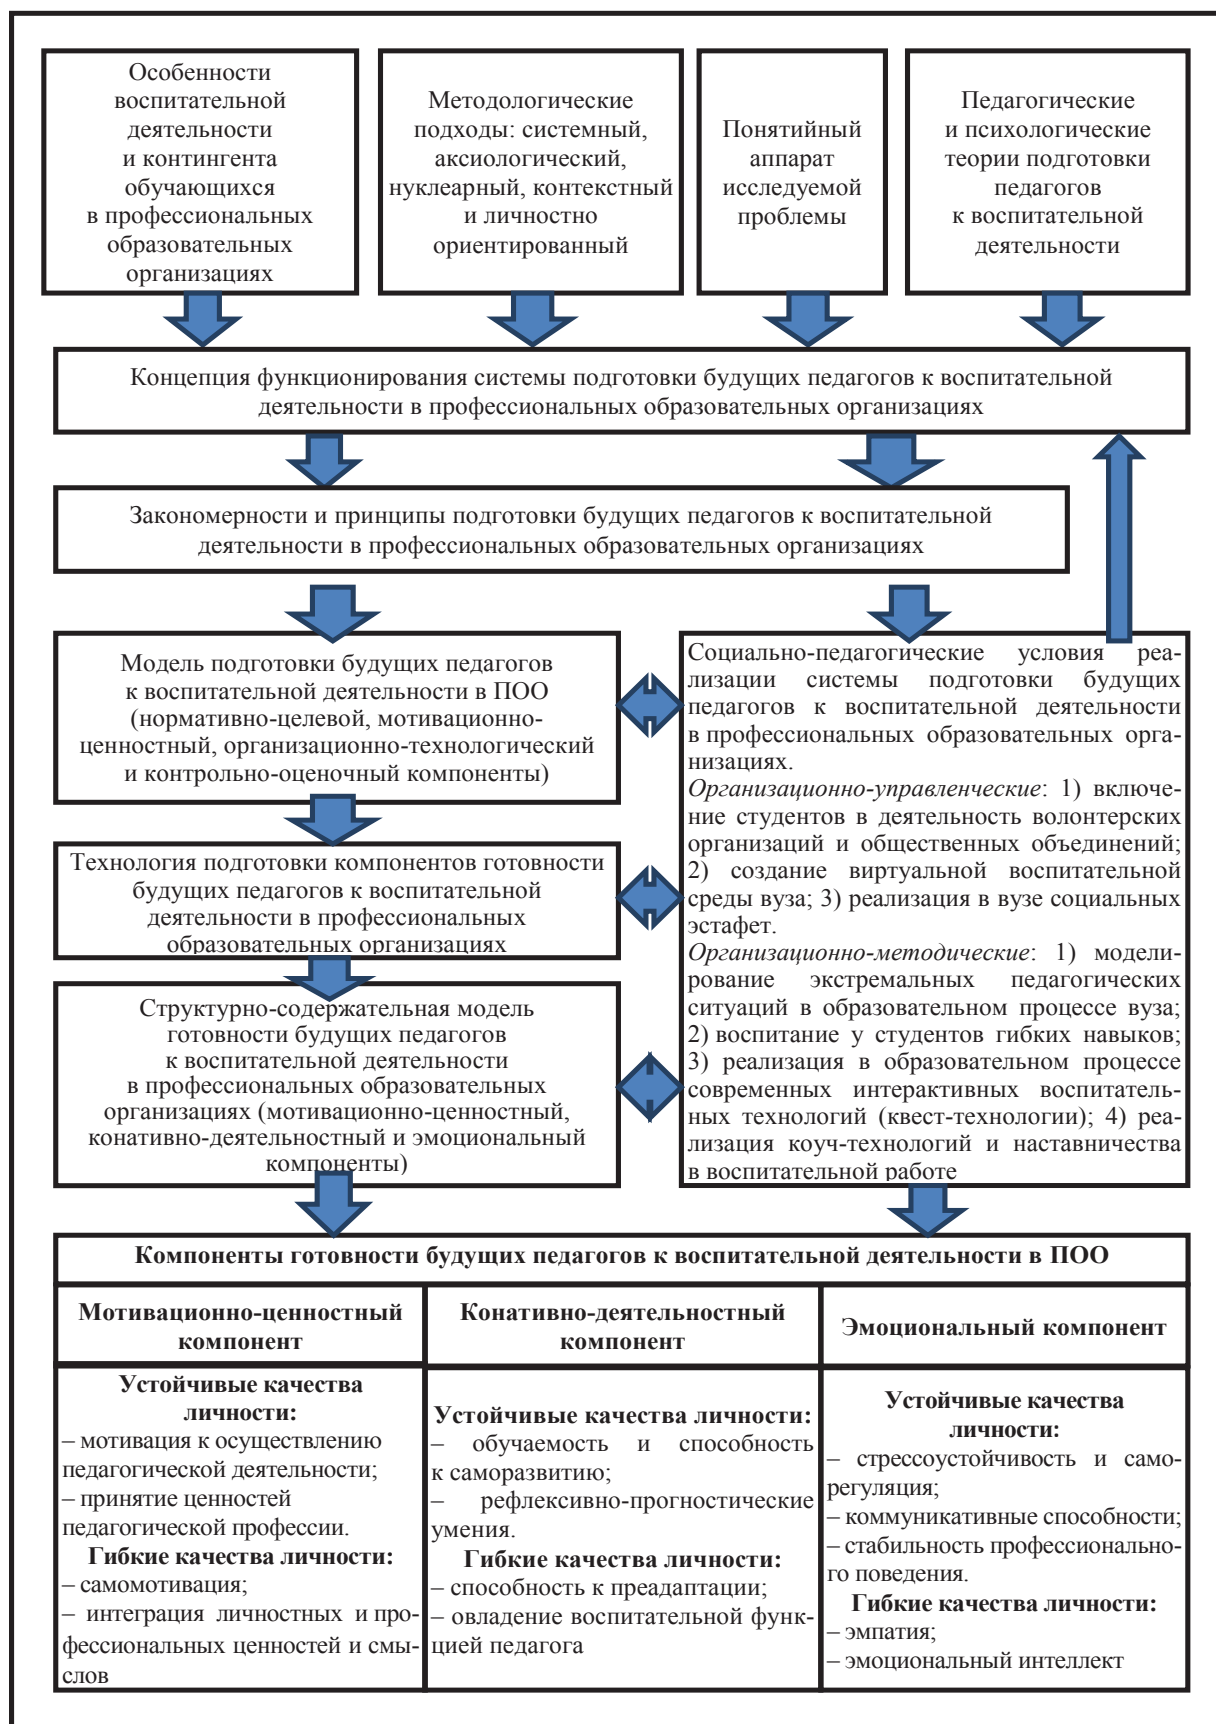 Особенности
воспитательной
деятельности
и контингента
обучающихся
в профессиональных
образовательных
организациях
Методологические
подходы: системный,
аксиологический,
нуклеарный, контекстный
и личностно
ориентированный
Понятийный
аппарат
исследуемой
проблемы
Педагогические
и психологические
теории подготовки
педагогов
к воспитательной
деятельности
Концепция функционирования системы подготовки будущих педагогов к воспитательной
деятельности в профессиональных образовательных организациях
Закономерности и принципы подготовки будущих педагогов к воспитательной
деятельности в профессиональных образовательных организациях
Модель подготовки будущих педагогов
к воспитательной деятельности в ПОО
(нормативно-целевой, мотивационно-
ценностный, организационно-технологический
и контрольно-оценочный компоненты)
Технология подготовки компонентов готовности
будущих педагогов к воспитательной
деятельности в профессиональных
образовательных организациях
Структурно-содержательная модель
готовности будущих педагогов
к воспитательной деятельности
в профессиональных образовательных
организациях (мотивационно-ценностный,
конативно-деятельностный и эмоциональный
компоненты)
Социально-педагогические условия реа-
лизации системы подготовки будущих
педагогов к воспитательной деятельности
в профессиональных образовательных орга-
низациях.
Организационно-управленческие: 1) включе-
ние студентов в деятельность волонтерских
организаций и общественных объединений;
2) создание виртуальной воспитательной
среды вуза; 3) реализация в вузе социальных
эстафет.
Организационно-методические: 1) модели-
рование экстремальных педагогических
ситуаций в образовательном процессе вуза;
2) воспитание у студентов гибких навыков;
3) реализация в образовательном процессе
современных интерактивных воспитатель-
ных технологий (квест-технологии); 4) реа-
лизация коуч-технологий и наставничества
в воспитательной работе
Компоненты готовности будущих педагогов к воспитательной деятельности в ПОО
Мотивационно-ценностный
компонент
Конативно-деятельностный
компонент
Эмоциональный компонент
Устойчивые качества
личности:
– мотивация к осуществлению
педагогической деятельности;
– принятие ценностей
педагогической профессии.
Гибкие качества личности:
– самомотивация;
– интеграция личностных и про-
фессиональных ценностей и смы-
слов
Устойчивые качества личности:
– обучаемость и способность
к саморазвитию;
– рефлексивно-прогностические
умения.
Гибкие качества личности:
– способность к преадаптации;
– овладение воспитательной функ-
цией педагога
Устойчивые качества
личности:
– стрессоустойчивость и само-
регуляция;
– коммуникативные способности;
– стабильность профессионально-
го поведения.
Гибкие качества личности:
– эмпатия;
– эмоциональный интеллект